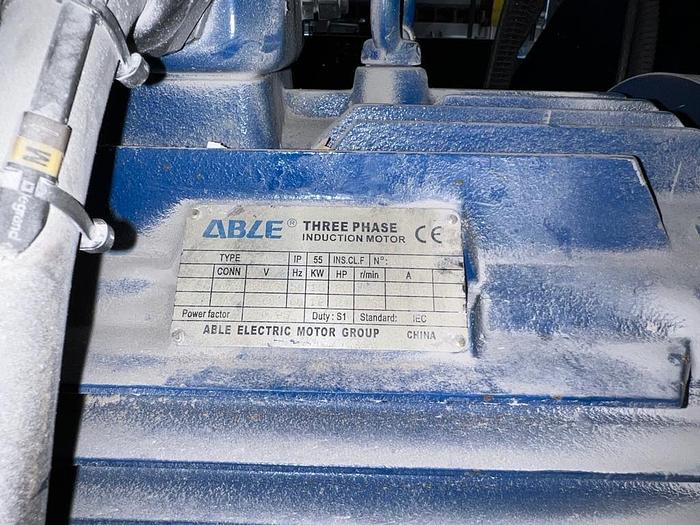 M
ABLE® THREE PHASE
INDUCTION MOTOR CE
TYPE IP 55 INS.CL.F Nº:
CONN V Hz KW HP r/min A
Power factor Duty: S1 Standard: IEC
ABLE ELECTRIC MOTOR GROUP CHINA